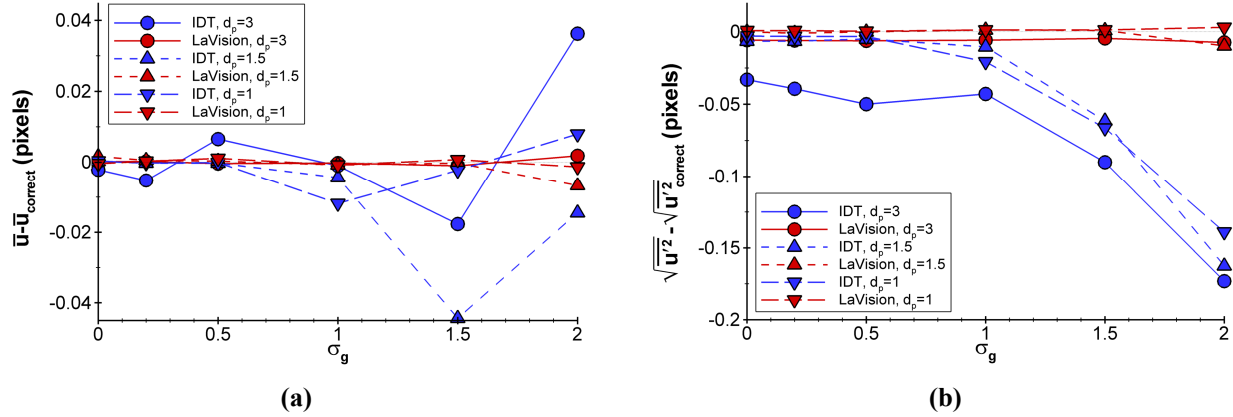 0.04
0.02
0
-0.02
-0.04
u̅-u̅correct (pixels)
IDT, dp=3
LaVision, dp=3
IDT, dp=1.5
LaVision, dp=1.5
IDT, dp=1
LaVision, dp=1
0 0.5 1 1.5 2
σg
(a)
0
-0.05
-0.1
-0.15
-0.2
√u'² - √u'²correct (pixels)
IDT, dp=3
LaVision, dp=3
IDT, dp=1.5
LaVision, dp=1.5
IDT, dp=1
LaVision, dp=1
0 0.5 1 1.5 2
σg
(b)